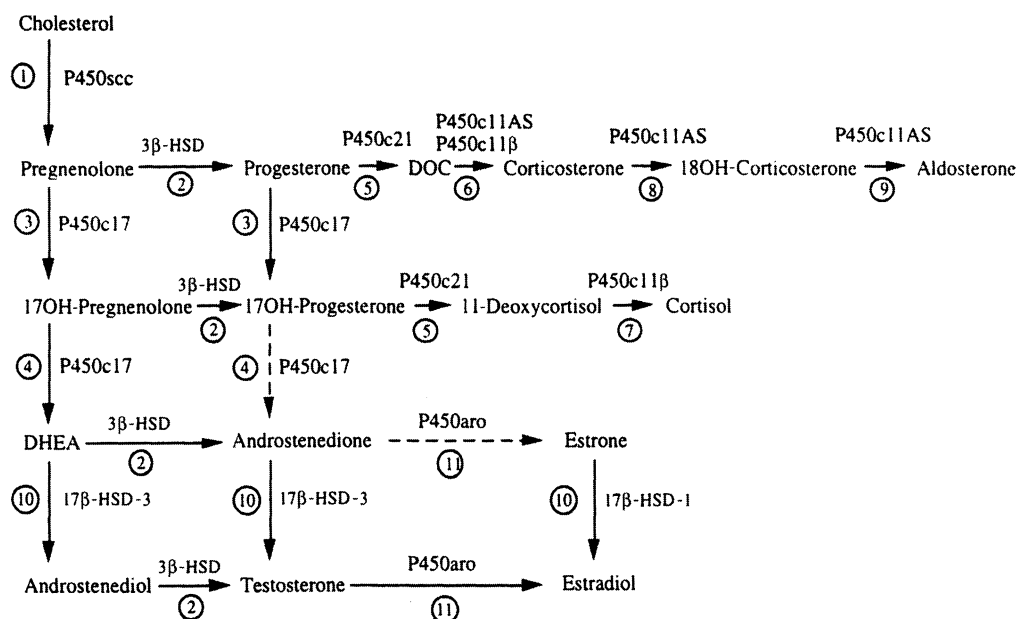 Cholesterol
① P450scc
3β-HSD P450c21 P450c11AS P450c11AS P450c11AS
P450c11β
Pregnenolone Progesterone DOC Corticosterone 18OH-Corticosterone Aldosterone
② ⑤ ⑥ ⑧ ⑨
③ P450c17 ③ P450c17
3β-HSD P450c21 P450c11β
17OH-Pregnenolone 17OH-Progesterone 11-Deoxycortisol Cortisol
② ⑤ ⑦
④ P450c17 ④ P450c17
3β-HSD P450aro
DHEA Androstenedione Estrone
② ⑪
⑩ 17β-HSD-3 ⑩ 17β-HSD-3 ⑩ 17β-HSD-1
3β-HSD P450aro
Androstenediol Testosterone Estradiol
② ⑪